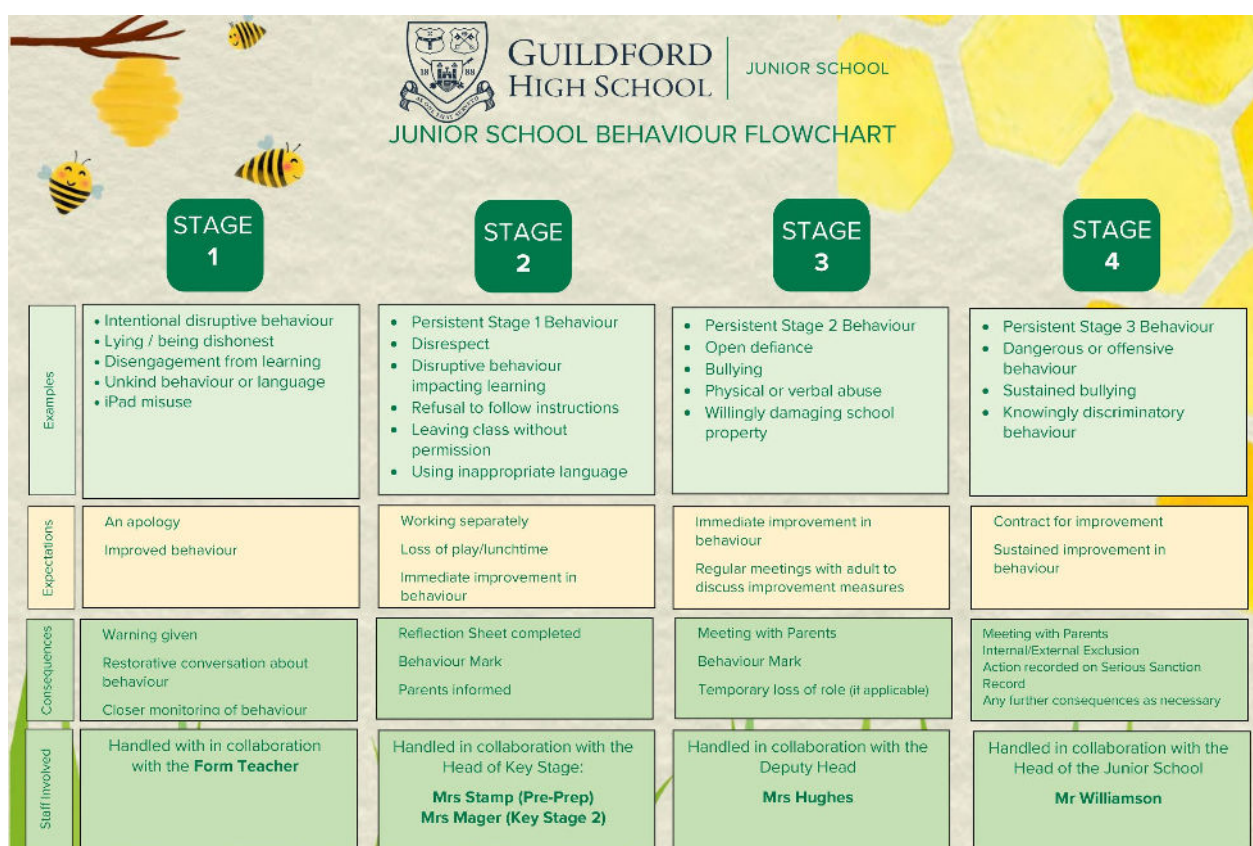 GUILDFORD
HIGH SCHOOL
JUNIOR SCHOOL
18 88
AS ONE THAT SERVETH
JUNIOR SCHOOL BEHAVIOUR FLOWCHART
STAGE
1
STAGE
2
STAGE
3
STAGE
4
Examples
• Intentional disruptive behaviour
• Lying / being dishonest
• Disengagement from learning
• Unkind behaviour or language
• iPad misuse
• Persistent Stage 1 Behaviour
• Disrespect
• Disruptive behaviour
impacting learning
• Refusal to follow instructions
• Leaving class without
permission
• Using inappropriate language
• Persistent Stage 2 Behaviour
• Open defiance
• Bullying
• Physical or verbal abuse
• Willingly damaging school
property
• Persistent Stage 3 Behaviour
• Dangerous or offensive
behaviour
• Sustained bullying
• Knowingly discriminatory
behaviour
Expectations
An apology
Improved behaviour
Working separately
Loss of play/lunchtime
Immediate improvement in
behaviour
Immediate improvement in
behaviour
Regular meetings with adult to
discuss improvement measures
Contract for improvement
Sustained improvement in
behaviour
Consequences
Warning given
Restorative conversation about
behaviour
Closer monitoring of behaviour
Reflection Sheet completed
Behaviour Mark
Parents informed
Meeting with Parents
Behaviour Mark
Temporary loss of role (if applicable)
Meeting with Parents
Internal/External Exclusion
Action recorded on Serious Sanction
Record
Any further consequences as necessary
Staff Involved
Handled with in collaboration
with the Form Teacher
Handled in collaboration with the
Head of Key Stage:
Mrs Stamp (Pre-Prep)
Mrs Mager (Key Stage 2)
Handled in collaboration with the
Deputy Head
Mrs Hughes
Handled in collaboration with the
Head of the Junior School
Mr Williamson